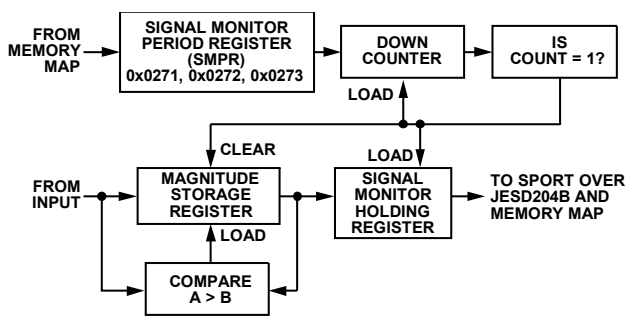 FROM
MEMORY
MAP
SIGNAL MONITOR
PERIOD REGISTER
(SMPR)
0x0271, 0x0272, 0x0273
DOWN
COUNTER
IS
COUNT = 1?
LOAD
CLEAR
LOAD
FROM
INPUT
MAGNITUDE
STORAGE
REGISTER
SIGNAL
MONITOR
HOLDING
REGISTER
TO SPORT OVER
JESD204B AND
MEMORY MAP
LOAD
COMPARE
A > B